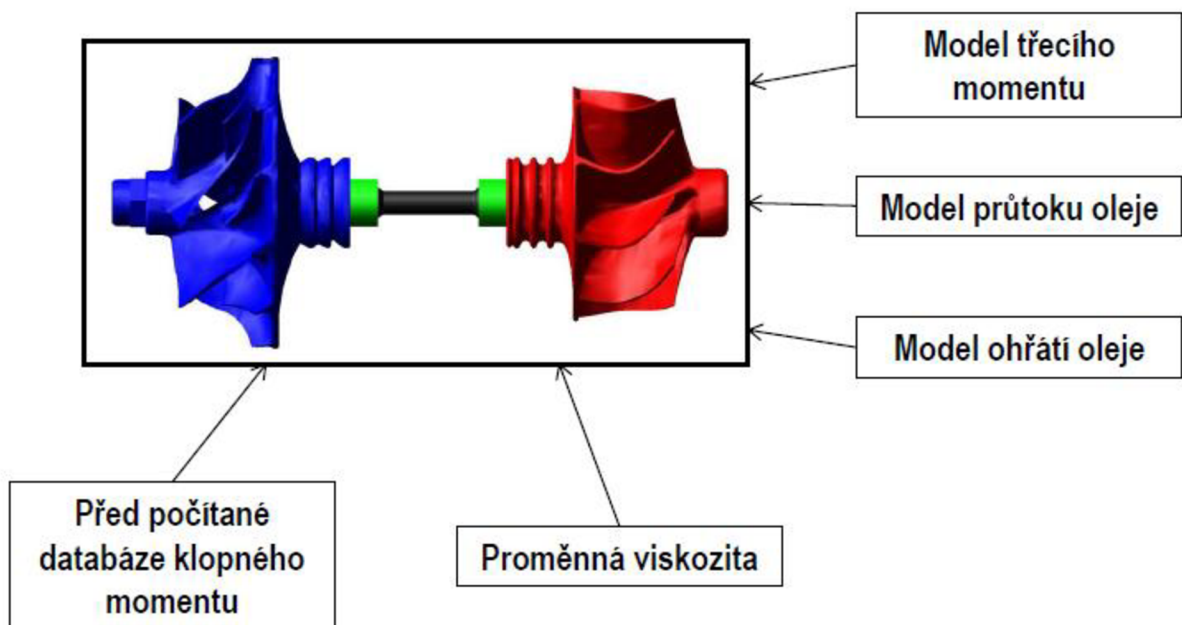 Model třecího
momentu
Model průtoku oleje
Model ohřátí oleje
Před počítané
databáze klopného
momentu
Proměnná viskozita